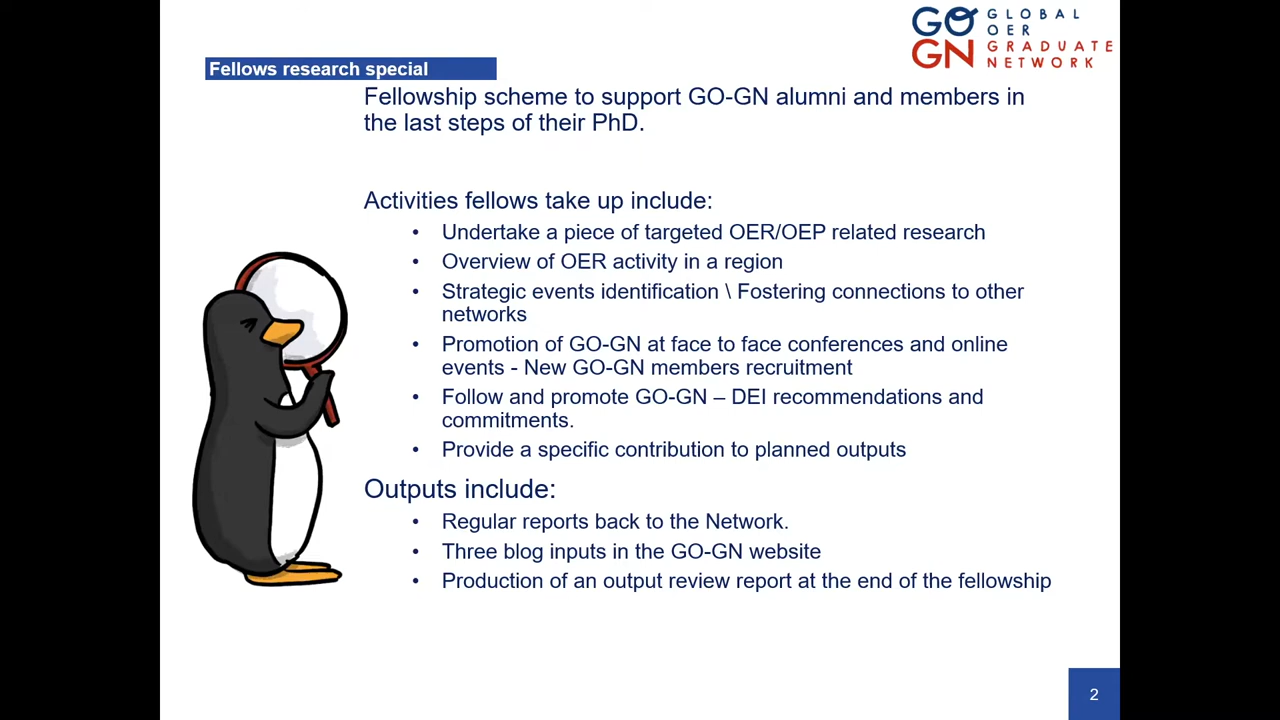 GO GLOBAL
OER
GN GRADUATE
NETWORK
Fellows research special
Fellowship scheme to support GO-GN alumni and members in
the last steps of their PhD.
Activities fellows take up include:
• Undertake a piece of targeted OER/OEP related research
• Overview of OER activity in a region
• Strategic events identification \ Fostering connections to other
networks
• Promotion of GO-GN at face to face conferences and online
events - New GO-GN members recruitment
• Follow and promote GO-GN – DEI recommendations and
commitments.
• Provide a specific contribution to planned outputs
Outputs include:
• Regular reports back to the Network.
• Three blog inputs in the GO-GN website
• Production of an output review report at the end of the fellowship
2